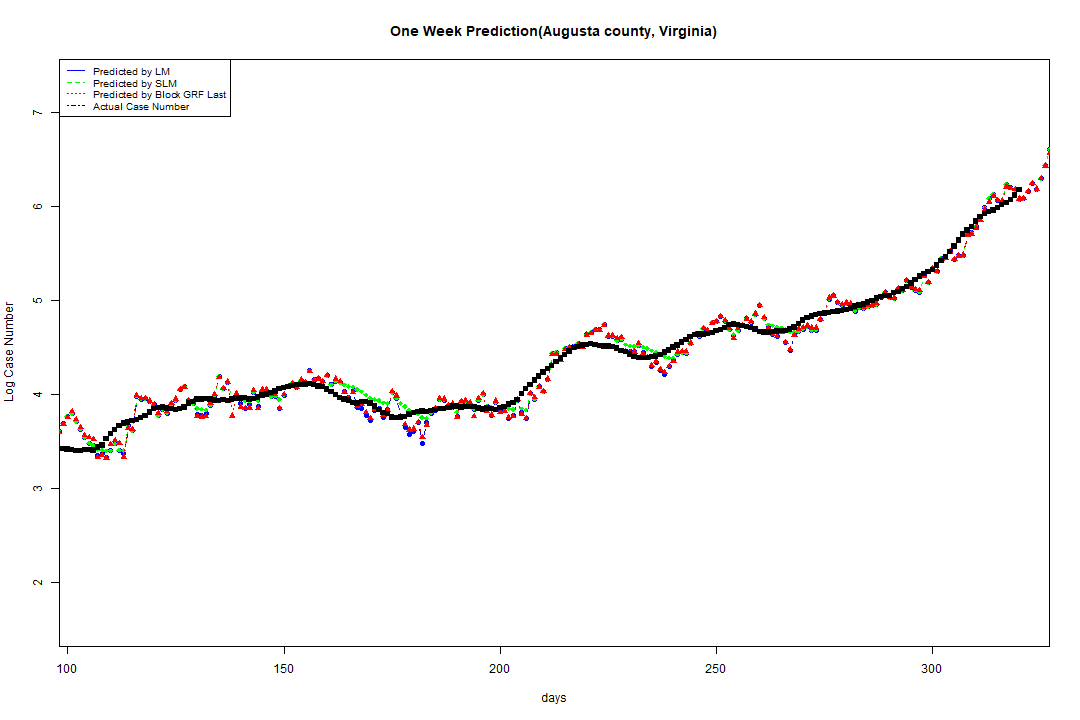 One Week Prediction(Augusta county, Virginia)
Predicted by LM
Predicted by SLM
Predicted by Block GRF Last
Actual Case Number
Log Case Number
7
6
5
4
3
2
100 150 200 250 300
days